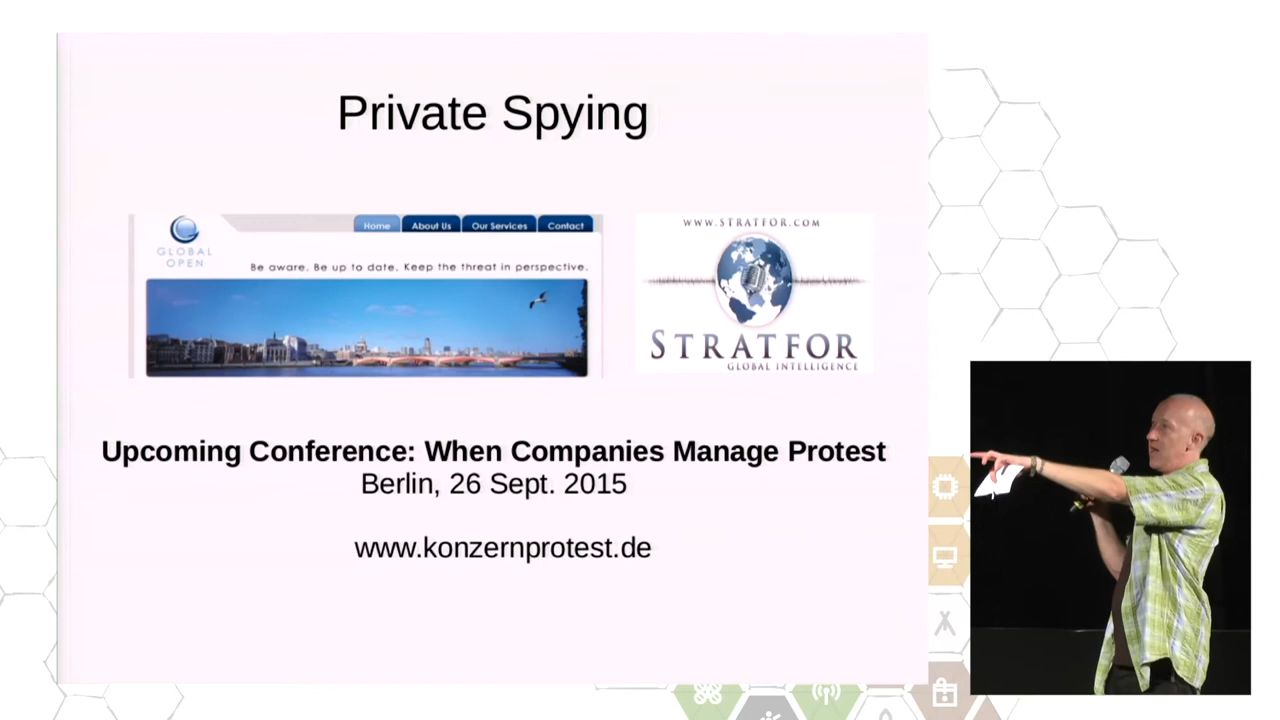 Private Spying
GLOBAL
OPEN
Home About Us Our Services Contact
Be aware. Be up to date. Keep the threat in perspective.
WWW.STRATFOR.COM
STRATFOR
GLOBAL INTELLIGENCE
Upcoming Conference: When Companies Manage Protest
Berlin, 26 Sept. 2015
www.konzernprotest.de